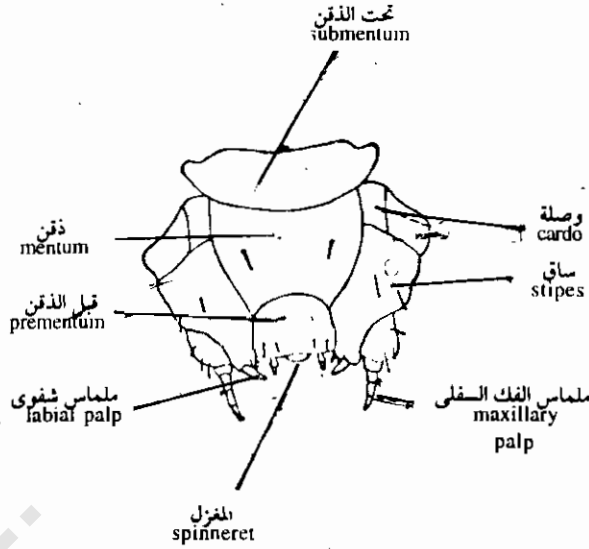 تحت الذقن
submentum
وصلة
cardo
ذقن
mentum
ساق
stipes
قبل الذقن
prementum
ملماس شفوى
labial palp
ملماس الفك السفلى
maxillary
palp
المغزل
spinneret